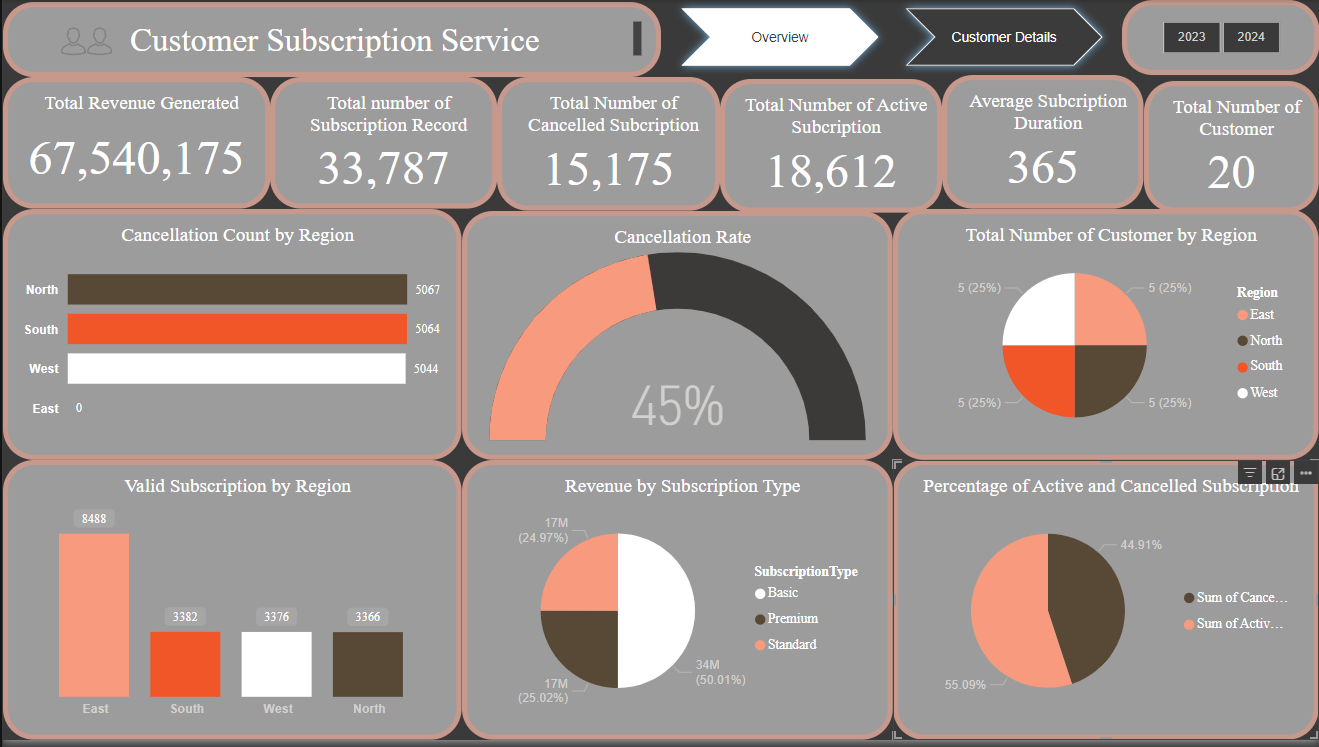 Customer Subscription Service
Overview
Customer Details
2023
2024
Total Revenue Generated
67,540,175
Total number of
Subscription Record
33,787
Total Number of
Cancelled Subcription
15,175
Total Number of Active
Subcription
18,612
Average Subcription
Duration
365
Total Number of
Customer
20
Cancellation Count by Region
North
5067
South
5064
West
5044
East
0
Cancellation Rate
45%
Total Number of Customer by Region
5 (25%)
5 (25%)
5 (25%)
5 (25%)
Region
East
North
South
West
Valid Subscription by Region
8488
3382
3376
3366
East
South
West
North
Revenue by Subscription Type
17M
(24.97%)
17M
(25.02%)
34M
(50.01%)
SubscriptionType
Basic
Premium
Standard
Percentage of Active and Cancelled Subscription
44.91%
55.09%
Sum of Cance...
Sum of Activ...